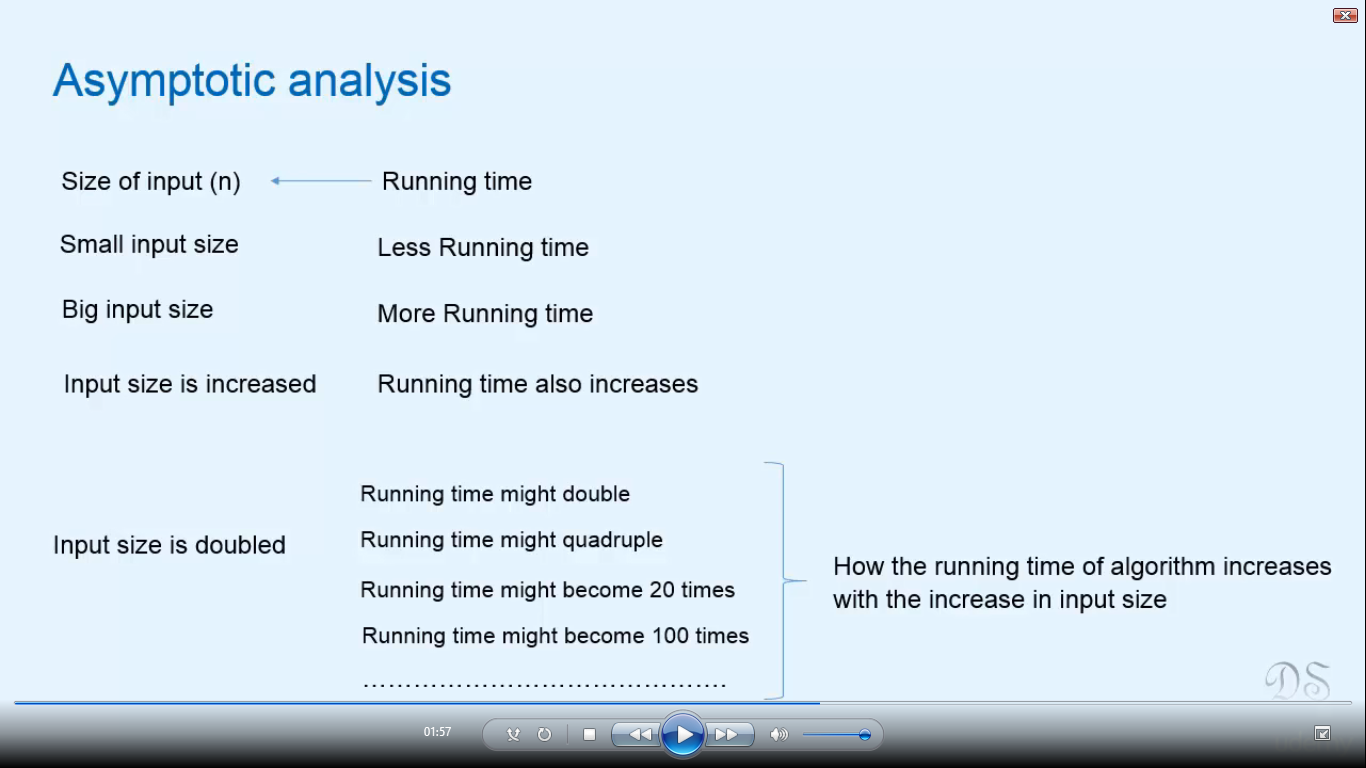 Asymptotic analysis
Size of input (n) Running time
Small input size Less Running time
Big input size More Running time
Input size is increased Running time also increases
Input size is doubled
Running time might double
Running time might quadruple
Running time might become 20 times
Running time might become 100 times
.......................................
How the running time of algorithm increases
with the increase in input size
DS
01:57